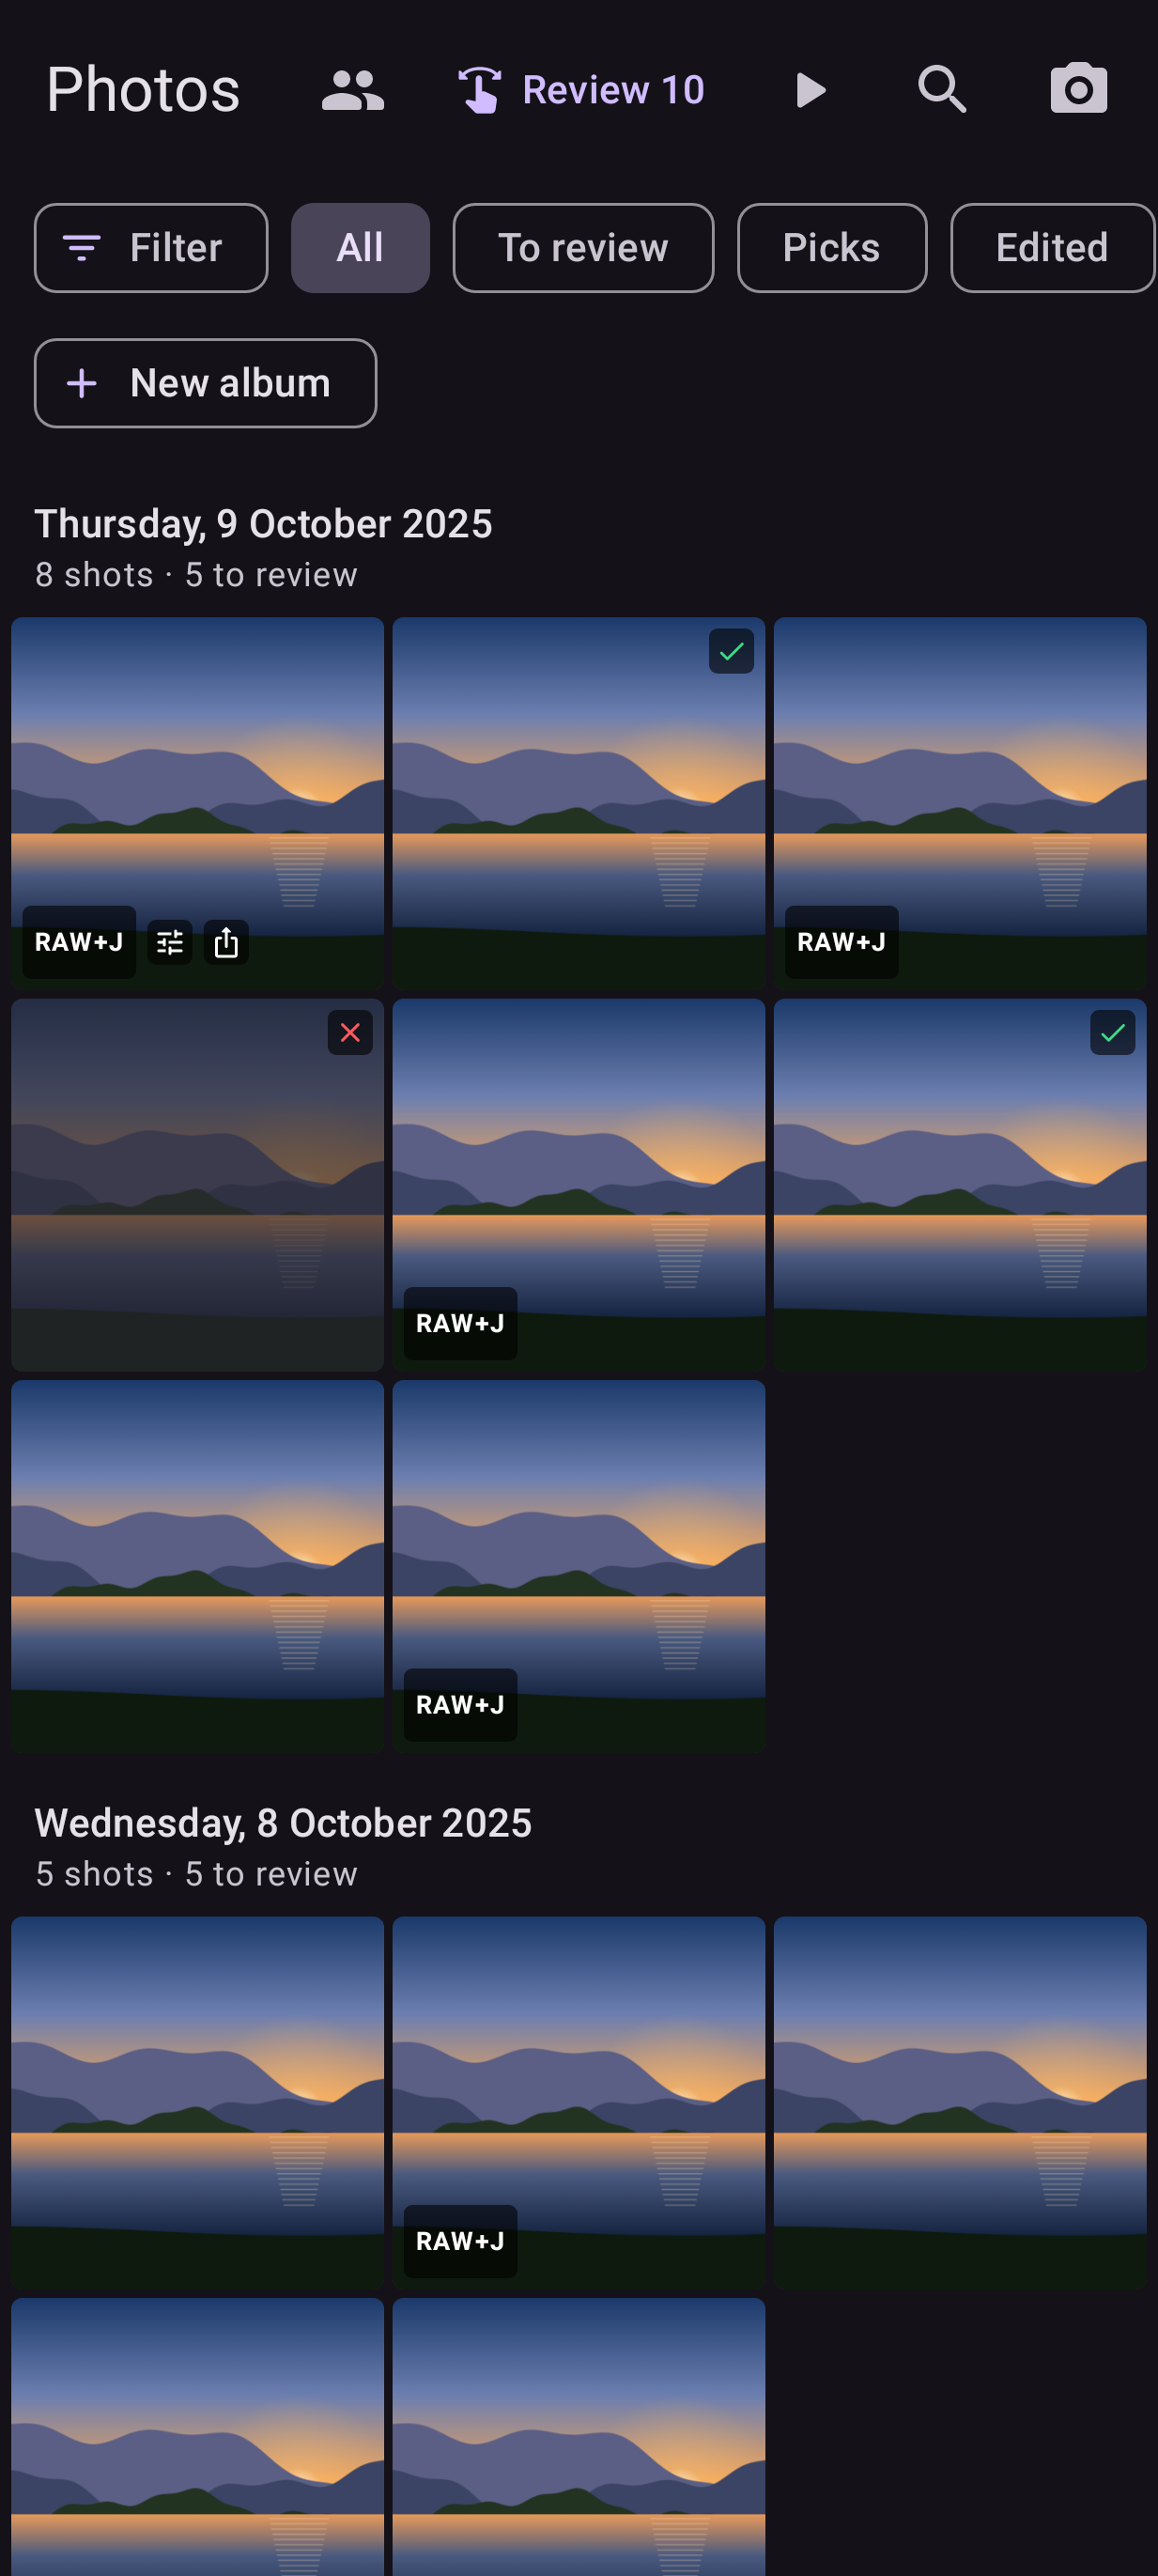 Photos Review 10
Filter All To review Picks Edited
New album
Thursday, 9 October 2025
8 shots · 5 to review
RAW+J RAW+J
RAW+J
RAW+J
Wednesday, 8 October 2025
5 shots · 5 to review
RAW+J